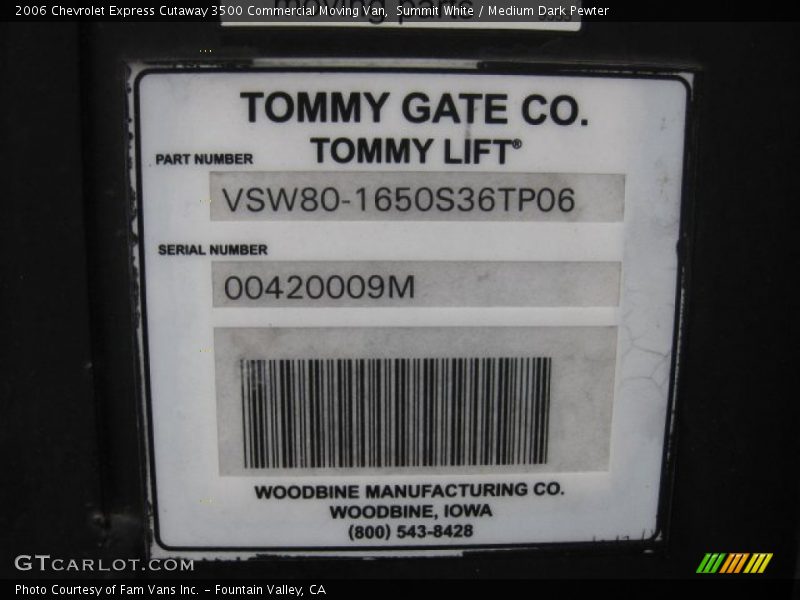 2006 Chevrolet Express Cutaway 3500 Commercial Moving Van, Summit White / Medium Dark Pewter
moving parts
TOMMY GATE CO.
TOMMY LIFT®
PART NUMBER
VSW80-1650S36TP06
SERIAL NUMBER
00420009M
WOODBINE MANUFACTURING CO.
WOODBINE, IOWA
(800) 543-8428
GTCARLOT.COM
Photo Courtesy of Fam Vans Inc. - Fountain Valley, CA